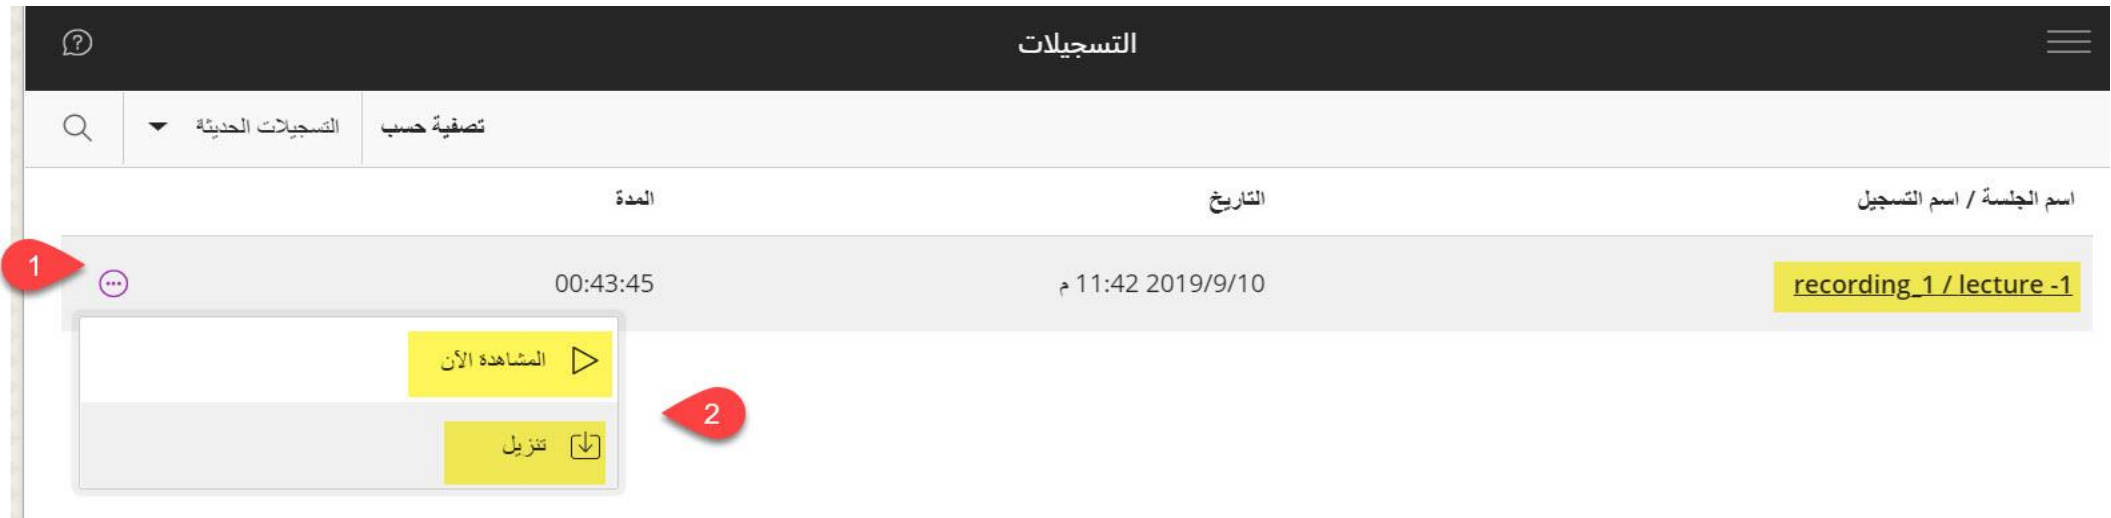 التسجيلات
تصفية حسب التسجيلات الحديثة
اسم الجلسة / اسم التسجيل التاريخ المدة
recording_1 / lecture -1 2019/9/10 11:42 م 00:43:45
1
المشاهدة الآن
2
تنزيل